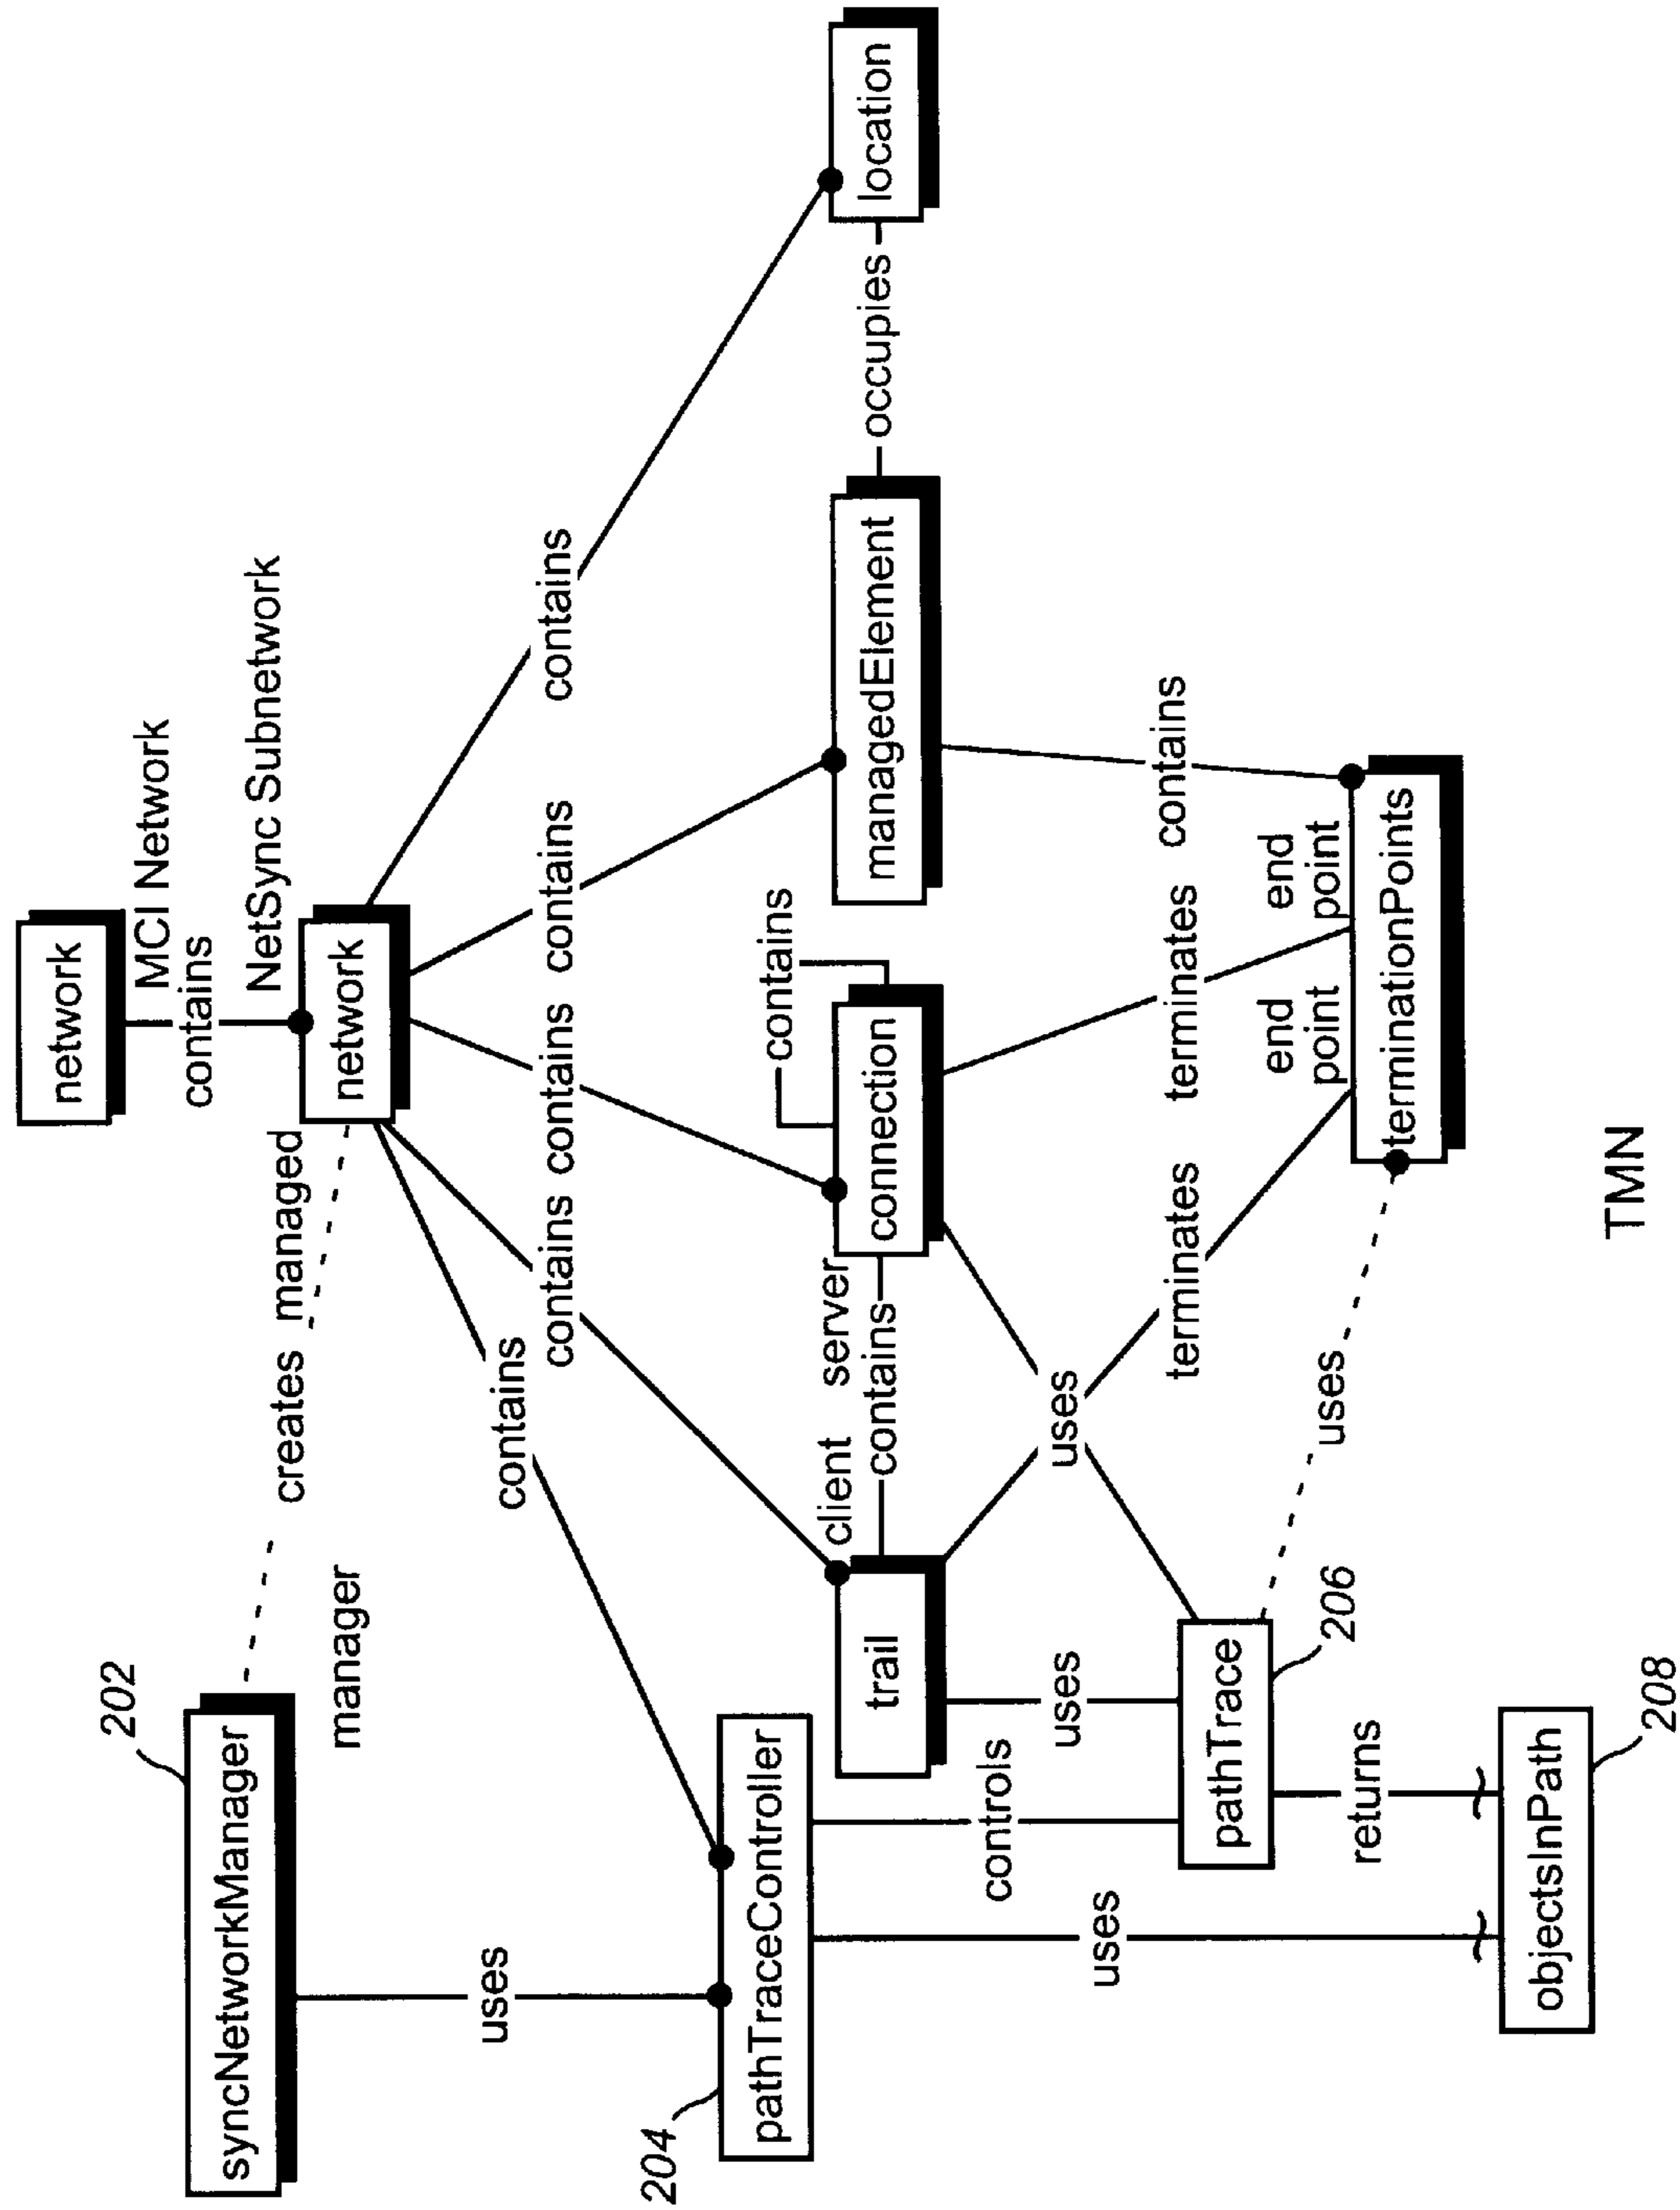 network
MCI Network
contains
NetSync Subnetwork
202
syncNetworkManager
creates managed
network
manager
uses
contains
contains
contains
contains
contains
204
pathTraceController
trail
client
server
contains
connection
contains
managedElement
occupies
location
controls
uses
uses
terminates
terminates
contains
uses
pathTrace
206
uses
end
point
end
point
terminationPoints
returns
objectsInPath
208
TMN